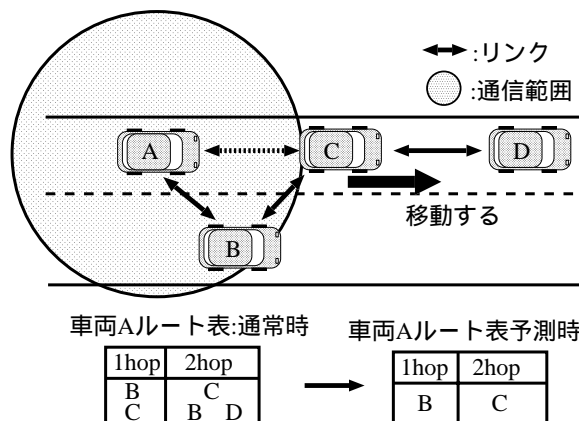 :リンク
:通信範囲
A
C
D
B
移動する
車両Aルート表:通常時
1hop 2hop
B C
C B D
車両Aルート表予測時
1hop 2hop
B C